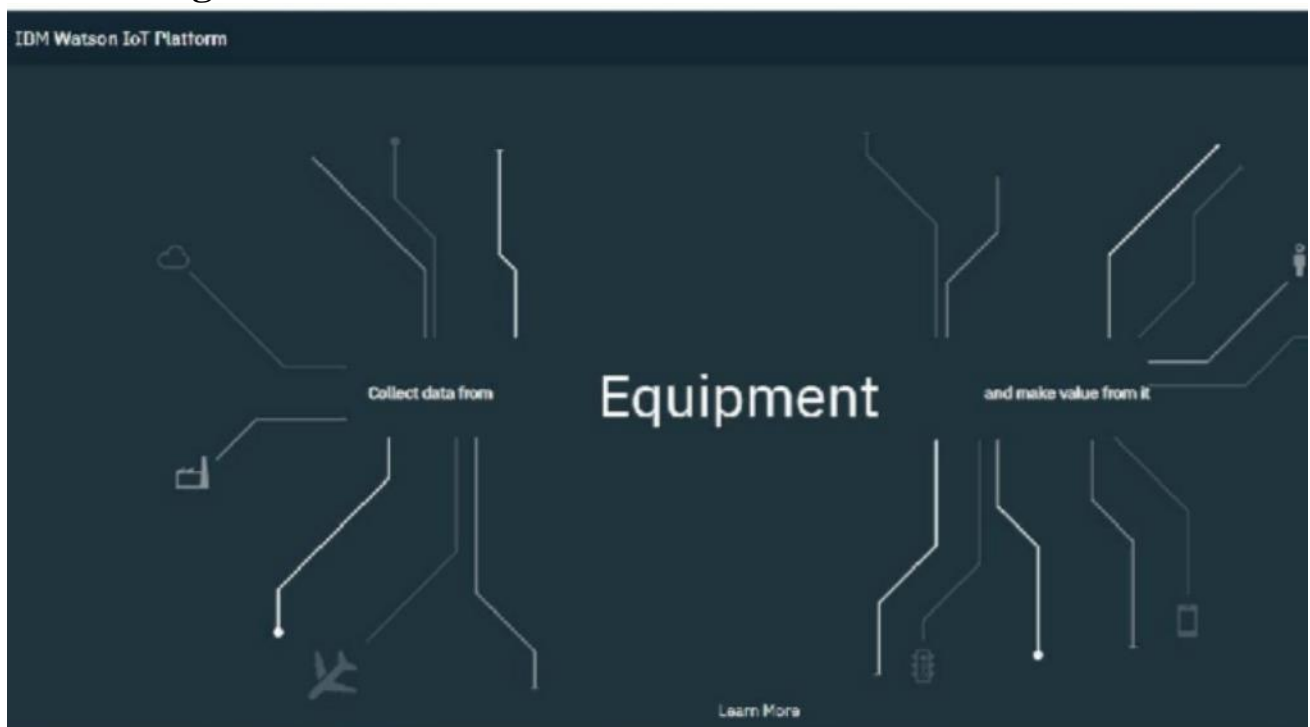 IBM Watson IoT Platform
Collect data from Equipment and make value from it
Learn More